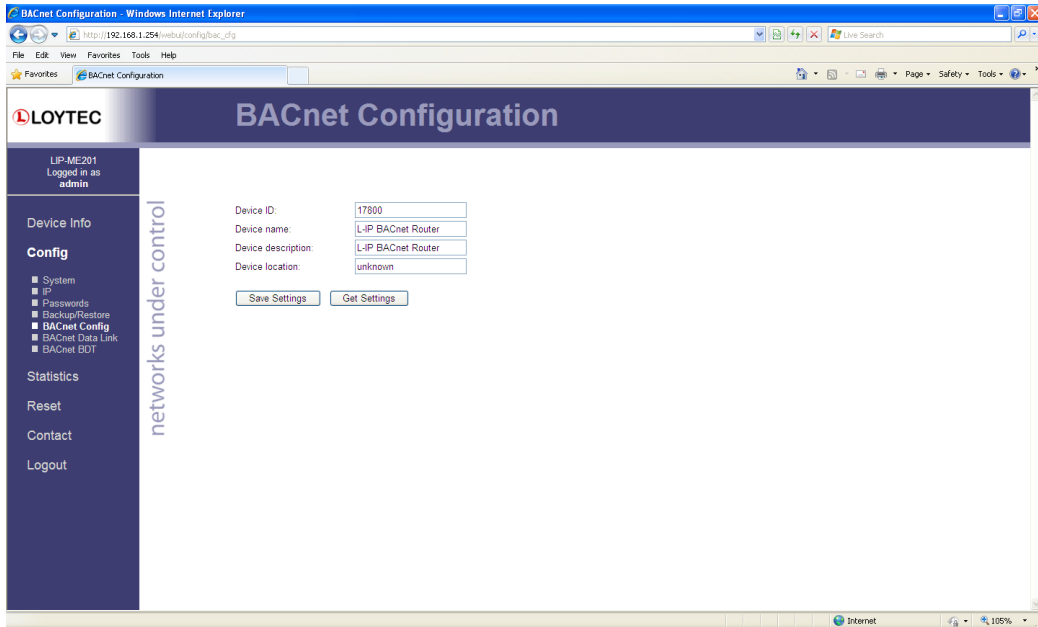 BACnet Configuration - Windows Internet Explorer
http://192.168.1.254/webui/config/bac_cfg
Live Search
File Edit View Favorites Tools Help
Favorites BACnet Configuration
Page Safety Tools
LOYTEC
BACnet Configuration
LIP-ME201
Logged in as
admin
Device Info
Config
System
IP
Passwords
Backup/Restore
BACnet Config
BACnet Data Link
BACnet BDT
Statistics
Reset
Contact
Logout
networks under control
Device ID: 17800
Device name: L-IP BACnet Router
Device description: L-IP BACnet Router
Device location: unknown
Save Settings Get Settings
Internet 105%